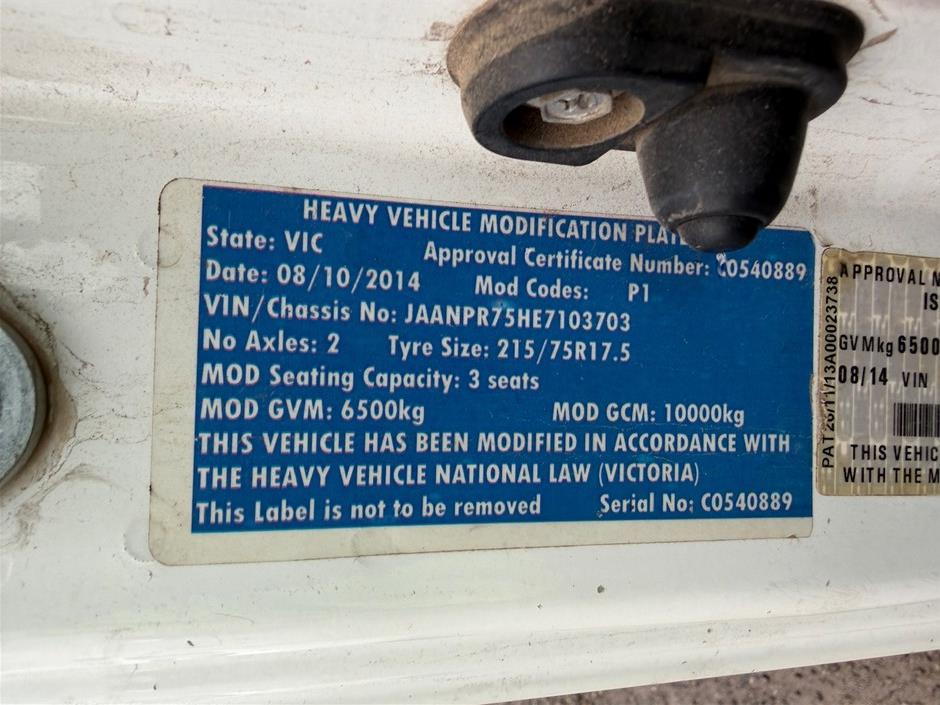 HEAVY VEHICLE MODIFICATION PLATE
State: VIC
Approval Certificate Number: C0540889
Date: 08/10/2014 Mod Codes: P1
VIN/Chassis No: JAANPR75HE7103703
No Axles: 2 Tyre Size: 215/75R17.5
MOD Seating Capacity: 3 seats
MOD GVM: 6500kg MOD GCM: 10000kg
THIS VEHICLE HAS BEEN MODIFIED IN ACCORDANCE WITH
THE HEAVY VEHICLE NATIONAL LAW (VICTORIA)
This Label is not to be removed Serial No: C0540889
APPROVAL N
IS
GVMkg 6500
08/14 VIN
THIS VEHIC
WITH THE M